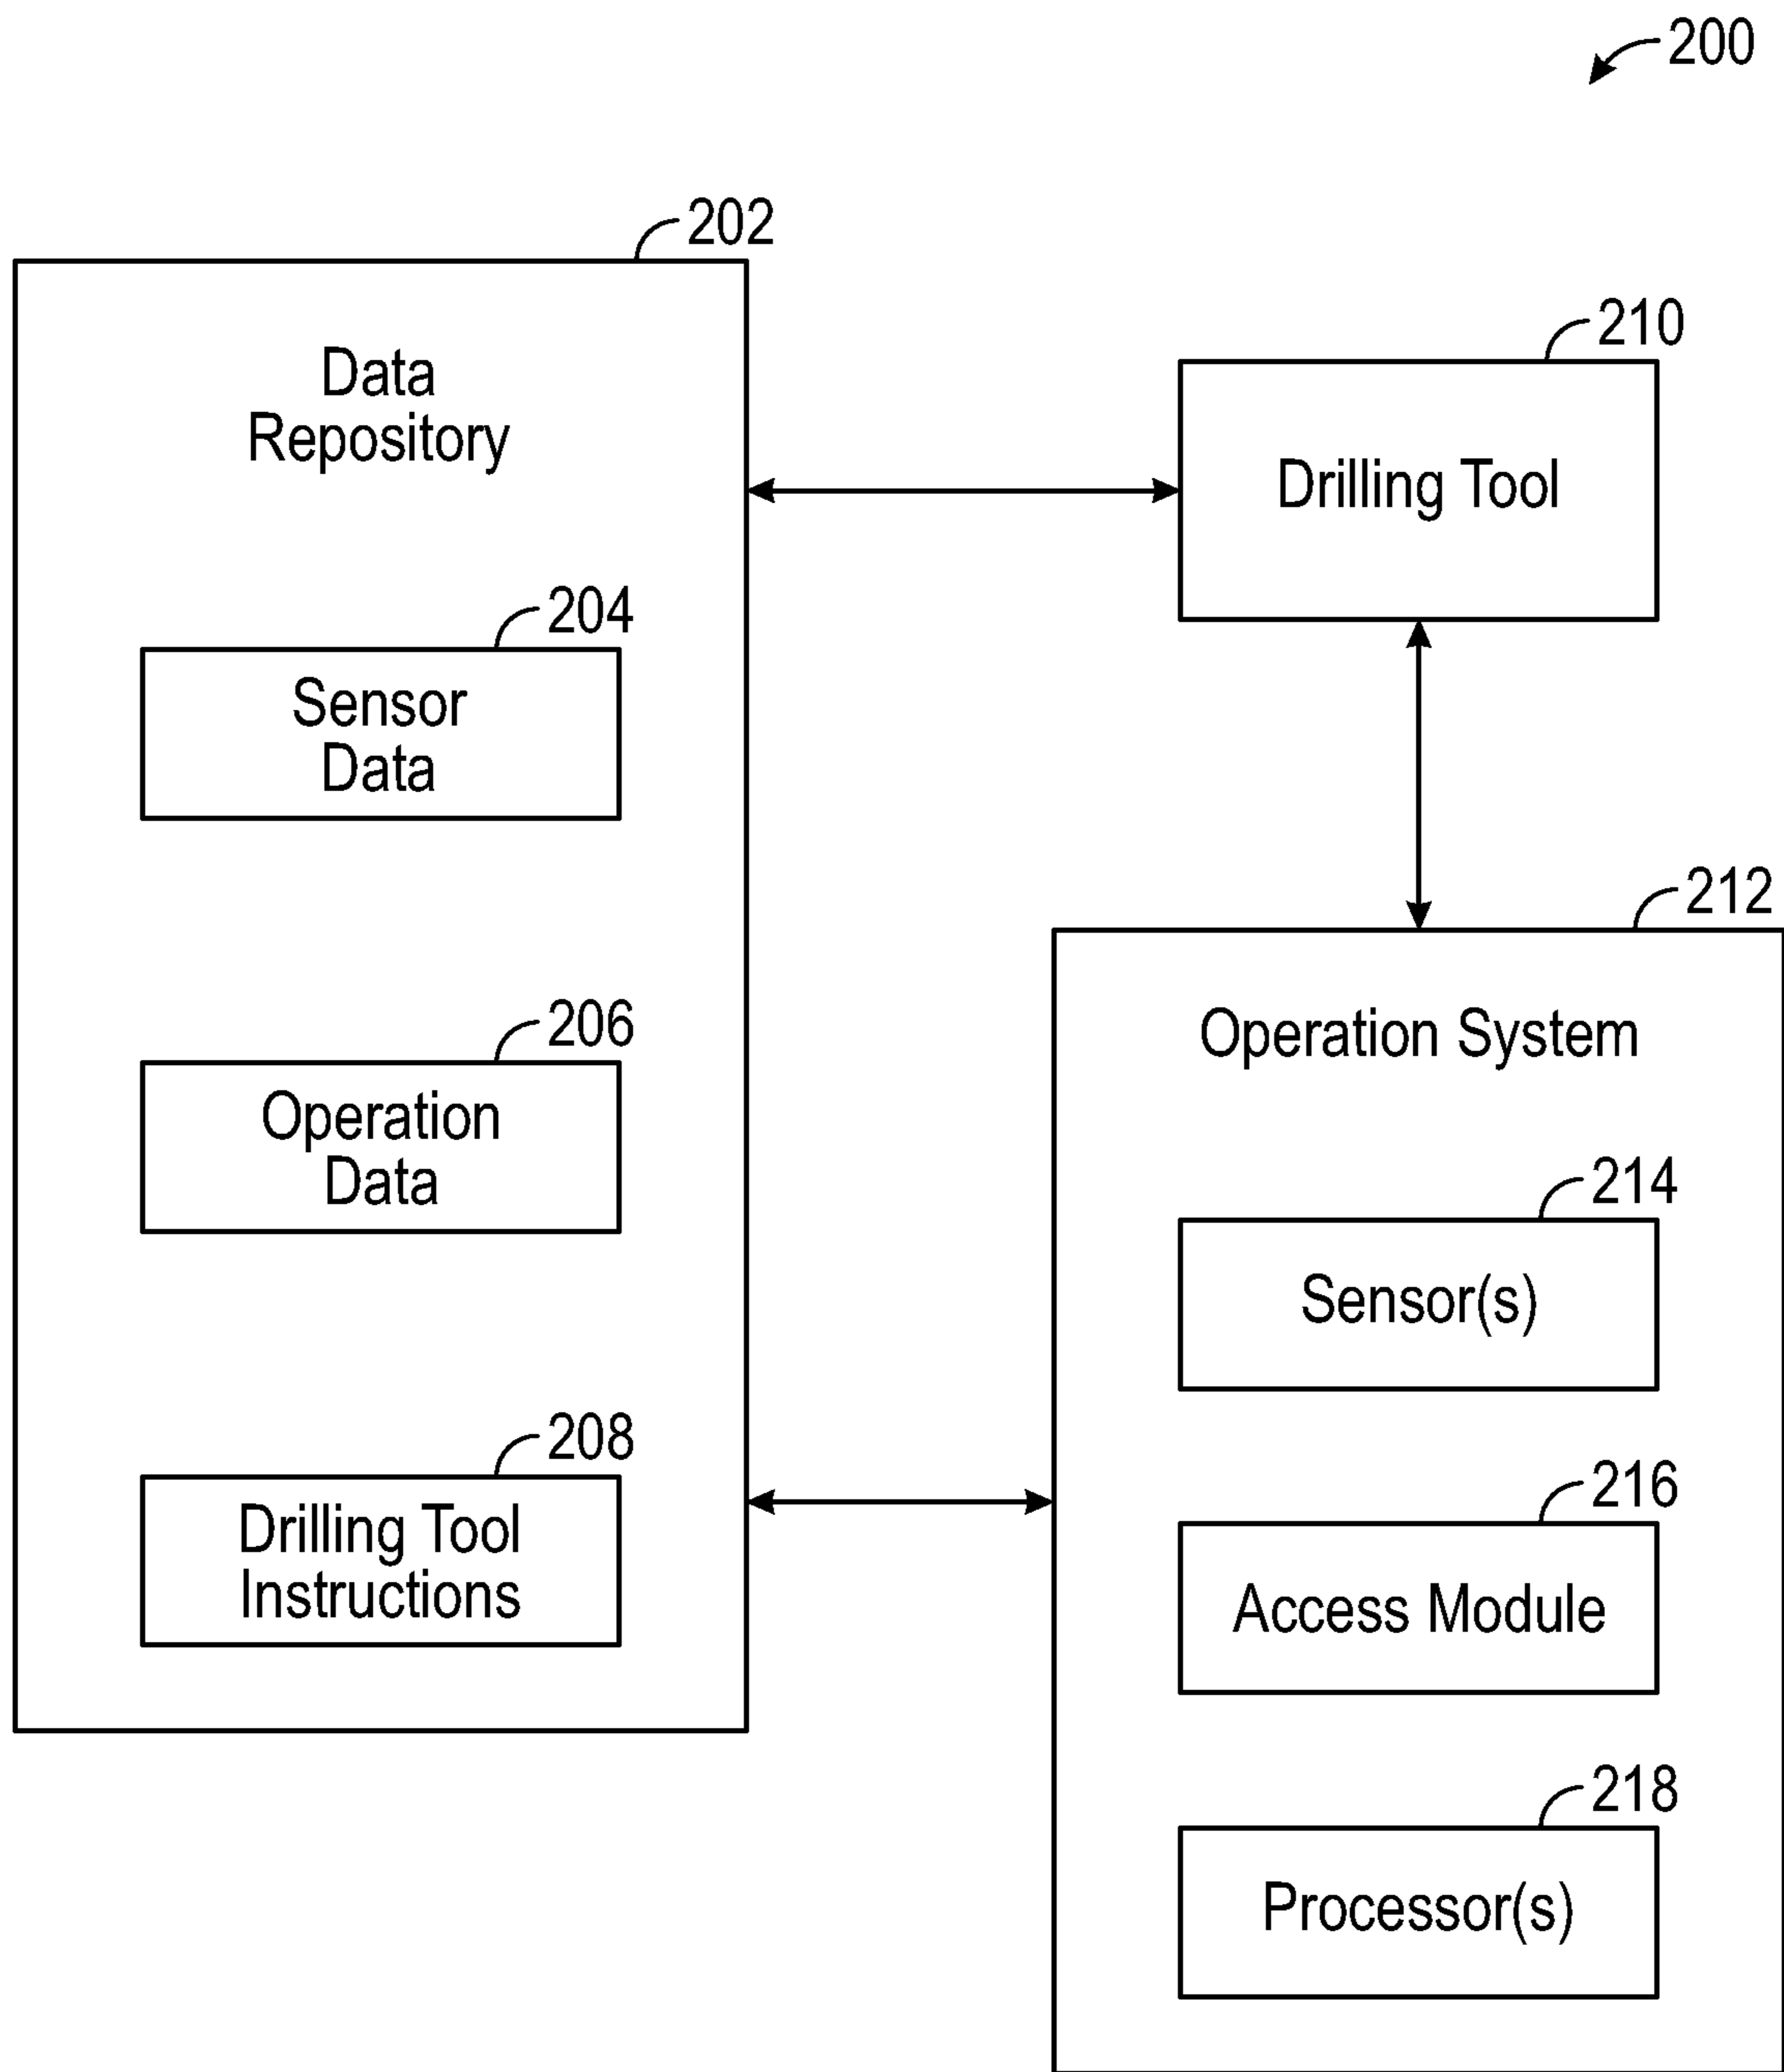 200
202
Data
Repository
204
Sensor
Data
206
Operation
Data
208
Drilling Tool
Instructions
210
Drilling Tool
212
Operation System
214
Sensor(s)
216
Access Module
218
Processor(s)